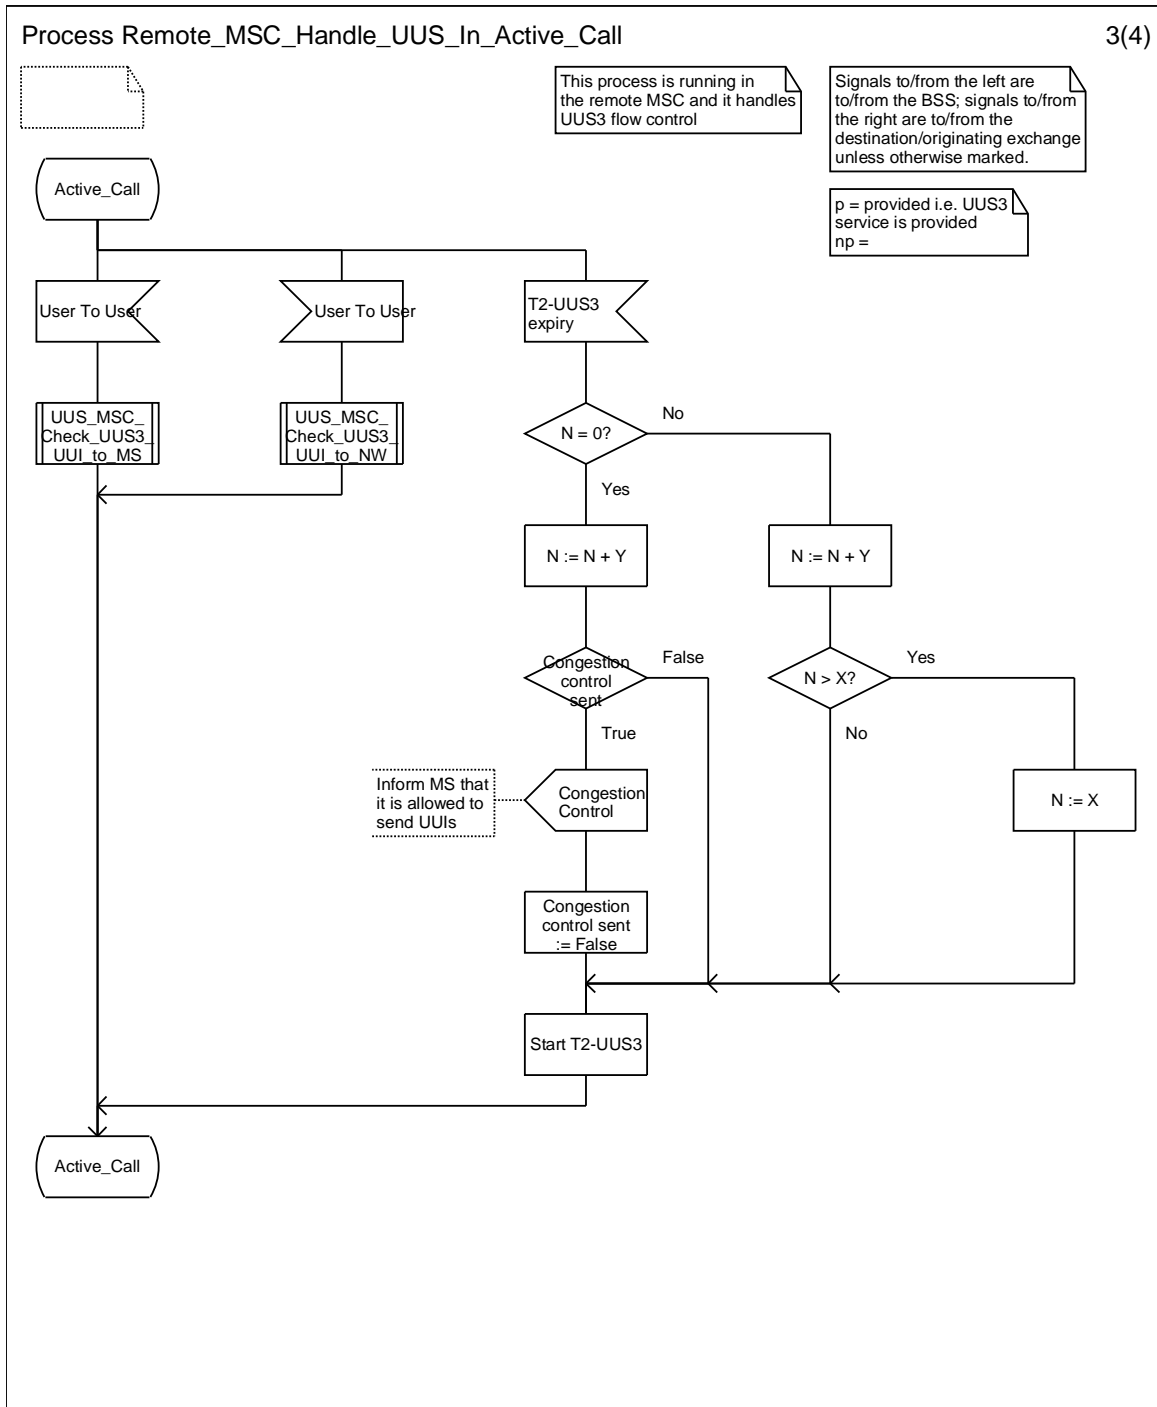 Process Remote_MSC_Handle_UUS_In_Active_Call
3(4)
This process is running in
the remote MSC and it handles
UUS3 flow control
Signals to/from the left are
to/from the BSS; signals to/from
the right are to/from the
destination/originating exchange
unless otherwise marked.
p = provided i.e. UUS3
service is provided
np =
Active_Call
User To User
User To User
T2-UUS3
expiry
UUS_MSC_
Check_UUS3_
UUI_to_MS
UUS_MSC_
Check_UUS3_
UUI_to_NW
N = 0?
No
Yes
N := N + Y
N := N + Y
Congestion
control
sent
False
True
N > X?
Yes
No
Inform MS that
it is allowed to
send UUIs
Congestion
Control
N := X
Congestion
control sent
:= False
Start T2-UUS3
Active_Call